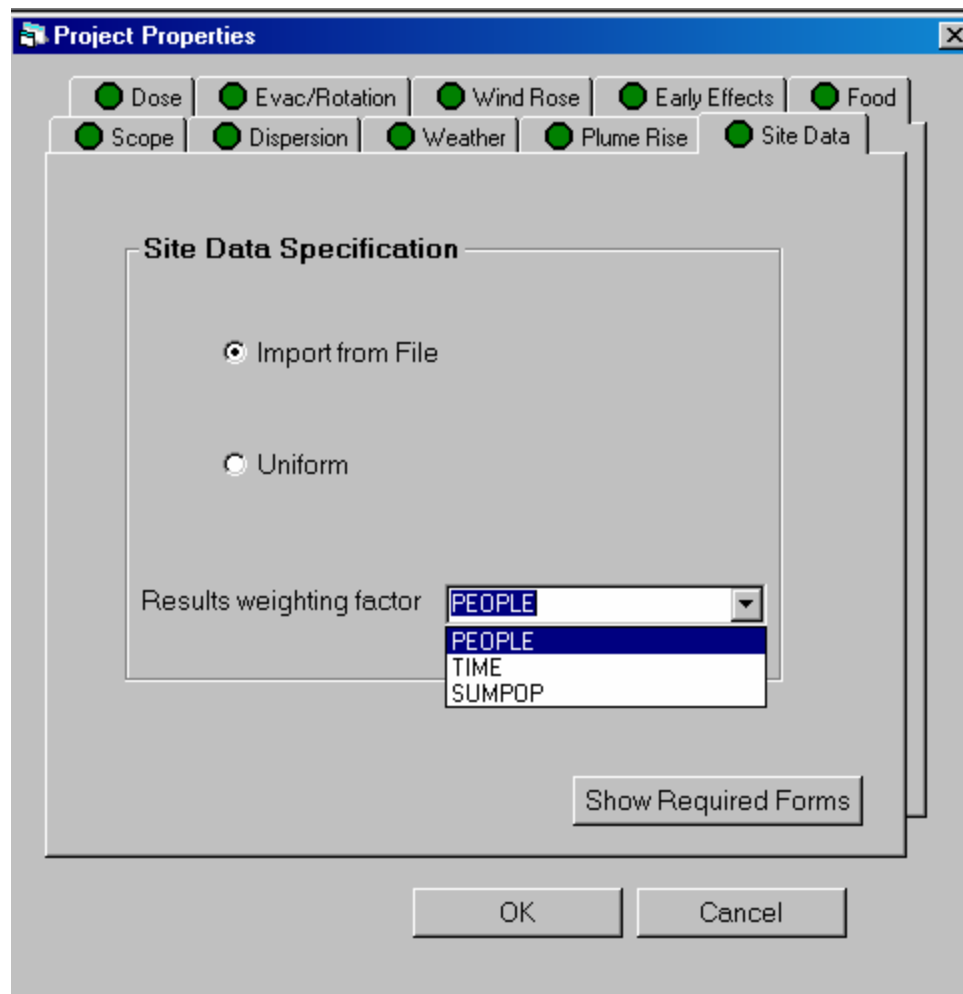 Project Properties
Dose Evac/Rotation Wind Rose Early Effects Food
Scope Dispersion Weather Plume Rise Site Data
Site Data Specification
Import from File
Uniform
Results weighting factor PEOPLE
PEOPLE
TIME
SUMPOP
Show Required Forms
OK Cancel